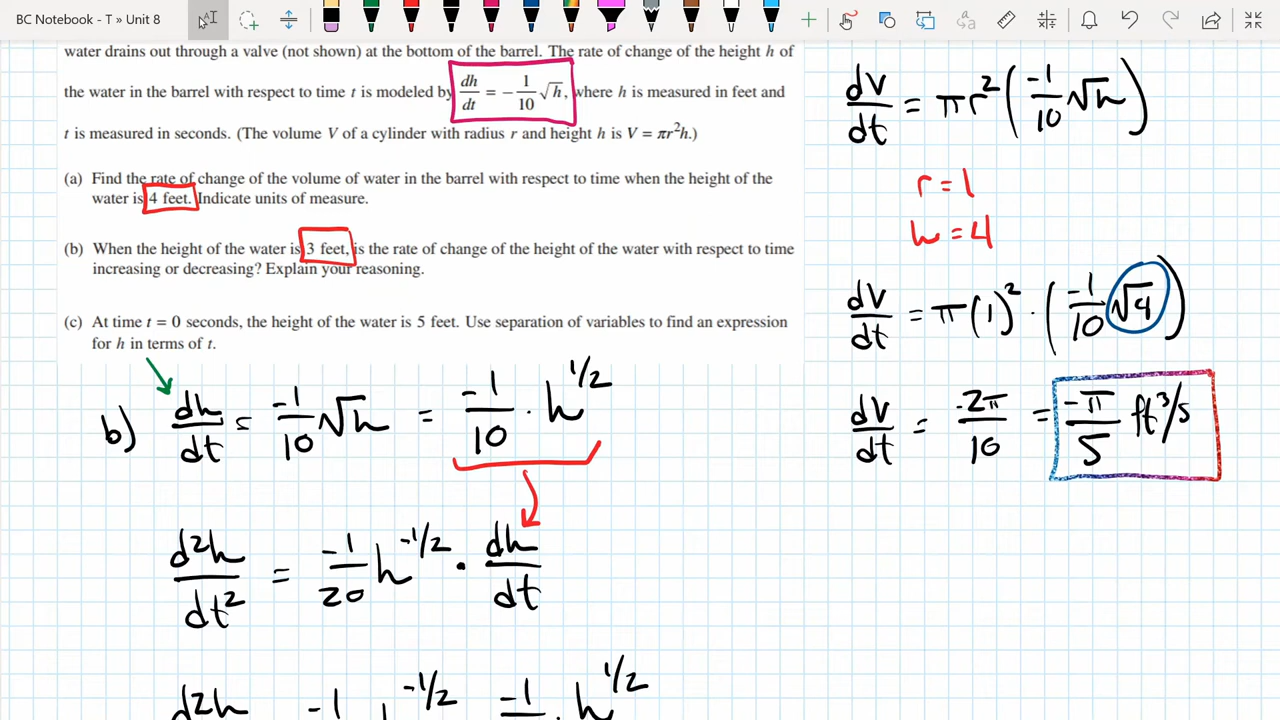 BC Notebook - T » Unit 8
water drains out through a valve (not shown) at the bottom of the barrel. The rate of change of the height h of
the water in the barrel with respect to time t is modeled by dh/dt = −1/10 √h, where h is measured in feet and
t is measured in seconds. (The volume V of a cylinder with radius r and height h is V = πr²h.)
(a) Find the rate of change of the volume of water in the barrel with respect to time when the height of the
water is 4 feet. Indicate units of measure.
(b) When the height of the water is 3 feet, is the rate of change of the height of the water with respect to time
increasing or decreasing? Explain your reasoning.
(c) At time t = 0 seconds, the height of the water is 5 feet. Use separation of variables to find an expression
for h in terms of t.
b) dh/dt = -1/10 √h = -1/10 · h^1/2
d²h/dt² = -1/20 h^-1/2 · dh/dt
d²h -1 h^-1/2 -1 · h^1/2
dV/dt = πr² (-1/10 √h)
r = 1
h = 4
dV/dt = π(1)² · (-1/10 √4)
dV/dt = -2π/10 = -π/5 ft³/s